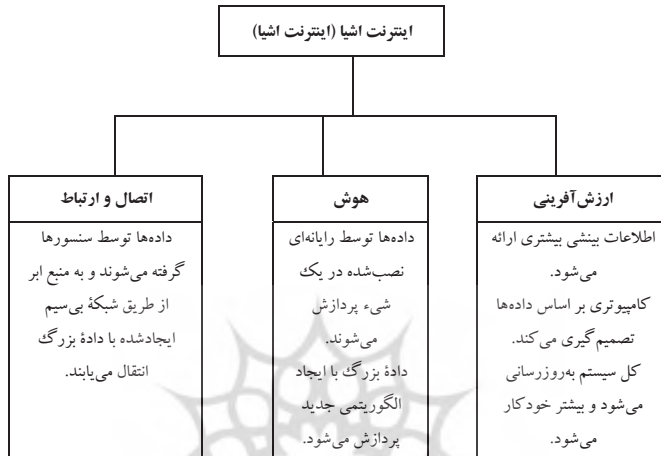 اینترنت اشیا (اینترنت اشیا)
ارزش‌آفرینی
اطلاعات بینشی بیشتری ارائه
می‌شود.
کامپیوتری بر اساس داده‌ها
تصمیم گیری می‌کند.
کل سیستم به‌روزرسانی
می‌شود و بیشتر خودکار
می‌شود.
هوش
داده‌ها توسط رایانه‌ای
نصب‌شده در یک
شیء پردازش
می‌شوند.
دادهٔ بزرگ با ایجاد
الگوریتمی جدید
پردازش می‌شود.
اتصال و ارتباط
داده‌ها توسط سنسورها
گرفته می‌شوند و به منبع ابر
از طریق شبکهٔ بی‌سیم
ایجادشده با دادهٔ بزرگ
انتقال می‌یابند.